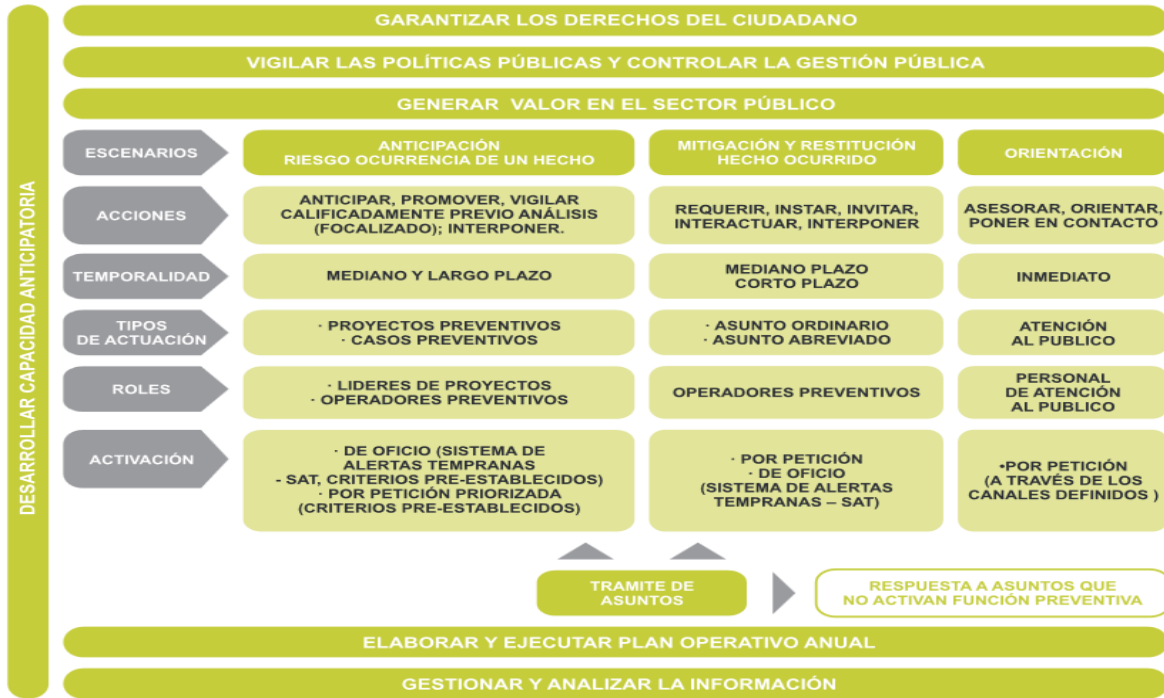 DESARROLLAR CAPACIDAD ANTICIPATORIA
GARANTIZAR LOS DERECHOS DEL CIUDADANO
VIGILAR LAS POLÍTICAS PÚBLICAS Y CONTROLAR LA GESTIÓN PÚBLICA
GENERAR VALOR EN EL SECTOR PÚBLICO
ESCENARIOS
ANTICIPACIÓN
RIESGO OCURRENCIA DE UN HECHO
MITIGACIÓN Y RESTITUCIÓN
HECHO OCURRIDO
ORIENTACIÓN
ACCIONES
ANTICIPAR, PROMOVER, VIGILAR
CALIFICADAMENTE PREVIO ANÁLISIS
(FOCALIZADO); INTERPONER.
REQUERIR, INSTAR, INVITAR,
INTERACTUAR, INTERPONER
ASESORAR, ORIENTAR,
PONER EN CONTACTO
TEMPORALIDAD
MEDIANO Y LARGO PLAZO
MEDIANO PLAZO
CORTO PLAZO
INMEDIATO
TIPOS
DE ACTUACIÓN
· PROYECTOS PREVENTIVOS
· CASOS PREVENTIVOS
· ASUNTO ORDINARIO
· ASUNTO ABREVIADO
ATENCIÓN
AL PUBLICO
ROLES
· LIDERES DE PROYECTOS
· OPERADORES PREVENTIVOS
OPERADORES PREVENTIVOS
PERSONAL
DE ATENCIÓN
AL PUBLICO
ACTIVACIÓN
· DE OFICIO (SISTEMA DE
ALERTAS TEMPRANAS
- SAT, CRITERIOS PRE-ESTABLECIDOS)
· POR PETICIÓN PRIORIZADA
(CRITERIOS PRE-ESTABLECIDOS)
· POR PETICIÓN
· DE OFICIO
(SISTEMA DE ALERTAS
TEMPRANAS – SAT)
•POR PETICIÓN
(A TRAVÉS DE LOS
CANALES DEFINIDOS )
TRAMITE DE
ASUNTOS
RESPUESTA A ASUNTOS QUE
NO ACTIVAN FUNCIÓN PREVENTIVA
ELABORAR Y EJECUTAR PLAN OPERATIVO ANUAL
GESTIONAR Y ANALIZAR LA INFORMACIÓN